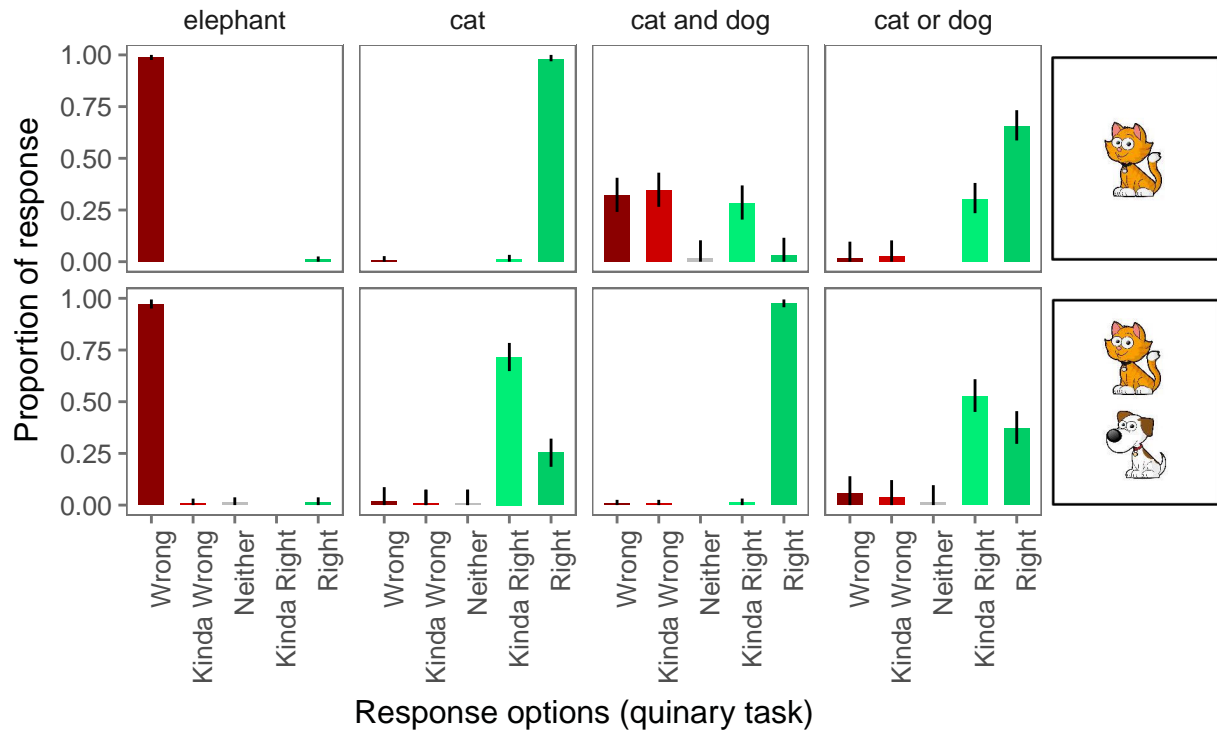 elephant cat cat and dog cat or dog
Proportion of response
1.00
0.75
0.50
0.25
0.00
1.00
0.75
0.50
0.25
0.00
Wrong
Kinda Wrong
Neither
Kinda Right
Right
Wrong
Kinda Wrong
Neither
Kinda Right
Right
Wrong
Kinda Wrong
Neither
Kinda Right
Right
Wrong
Kinda Wrong
Neither
Kinda Right
Right
Response options (quinary task)